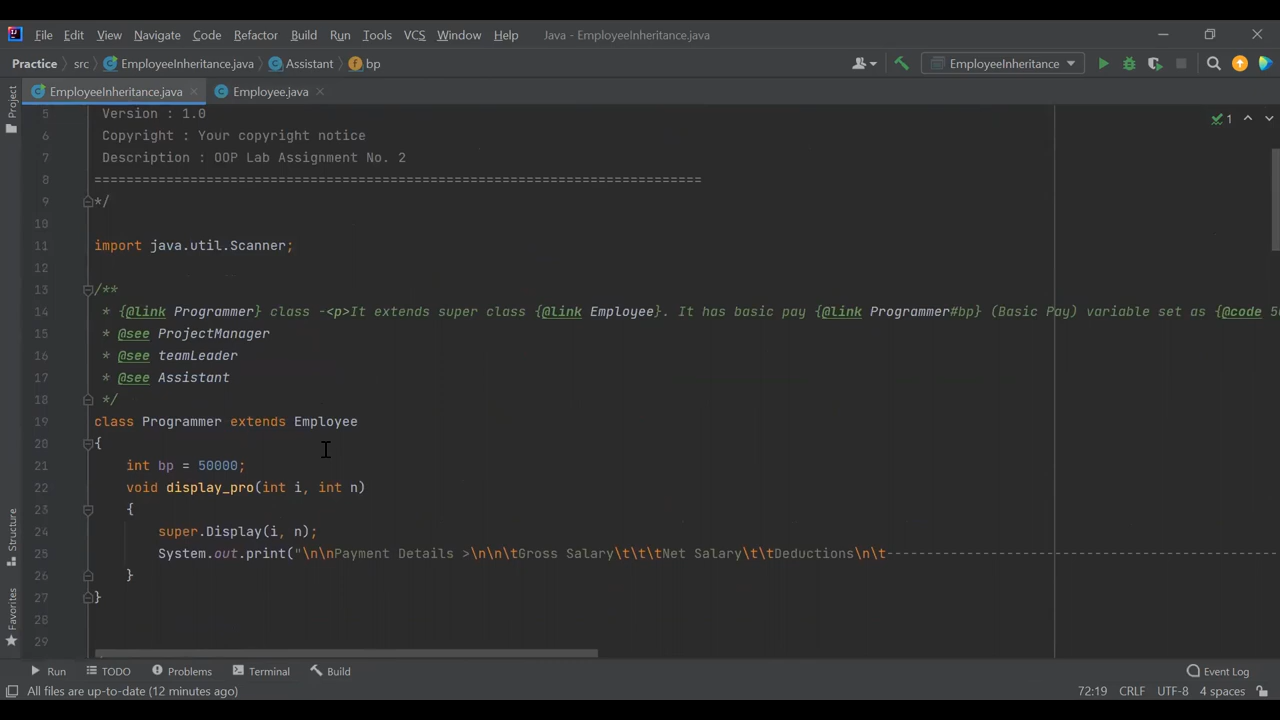 File Edit View Navigate Code Refactor Build Run Tools VCS Window Help Java - EmployeeInheritance.java
Practice src EmployeeInheritance.java Assistant f bp EmployeeInheritance
EmployeeInheritance.java Employee.java
Project
5 Version : 1.0
6 Copyright : Your copyright notice
7 Description : OOP Lab Assignment No. 2
8 ===========================================================================
9 */
10
11 import java.util.Scanner;
12
13 /**
14 * {@link Programmer} class -<p>It extends super class {@link Employee}. It has basic pay {@link Programmer#bp} (Basic Pay) variable set as {@code 50
15 * @see ProjectManager
16 * @see teamLeader
17 * @see Assistant
18 */
19 class Programmer extends Employee
20 {
21 int bp = 50000;
22 void display_pro(int i, int n)
23 {
24 super.Display(i, n);
25 System.out.print("\n\nPayment Details >\n\n\tGross Salary\t\t\tNet Salary\t\tDeductions\n\t-------------------------------------------------
26 }
27 }
28
29
1
Structure
Favorites
Run TODO Problems Terminal Build Event Log
All files are up-to-date (12 minutes ago) 72:19 CRLF UTF-8 4 spaces